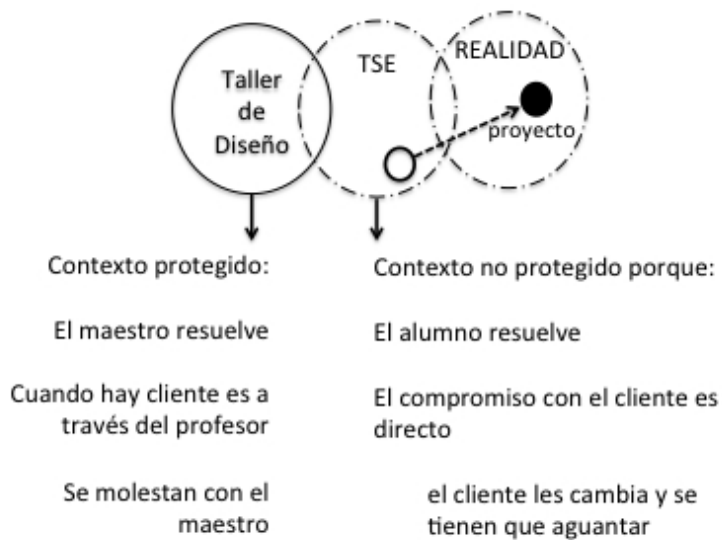 Taller
de
Diseño
TSE
REALIDAD
proyecto
Contexto protegido:
El maestro resuelve
Cuando hay cliente es a
través del profesor
Se molestan con el
maestro
Contexto no protegido porque:
El alumno resuelve
El compromiso con el cliente es
directo
el cliente les cambia y se
tienen que aguantar